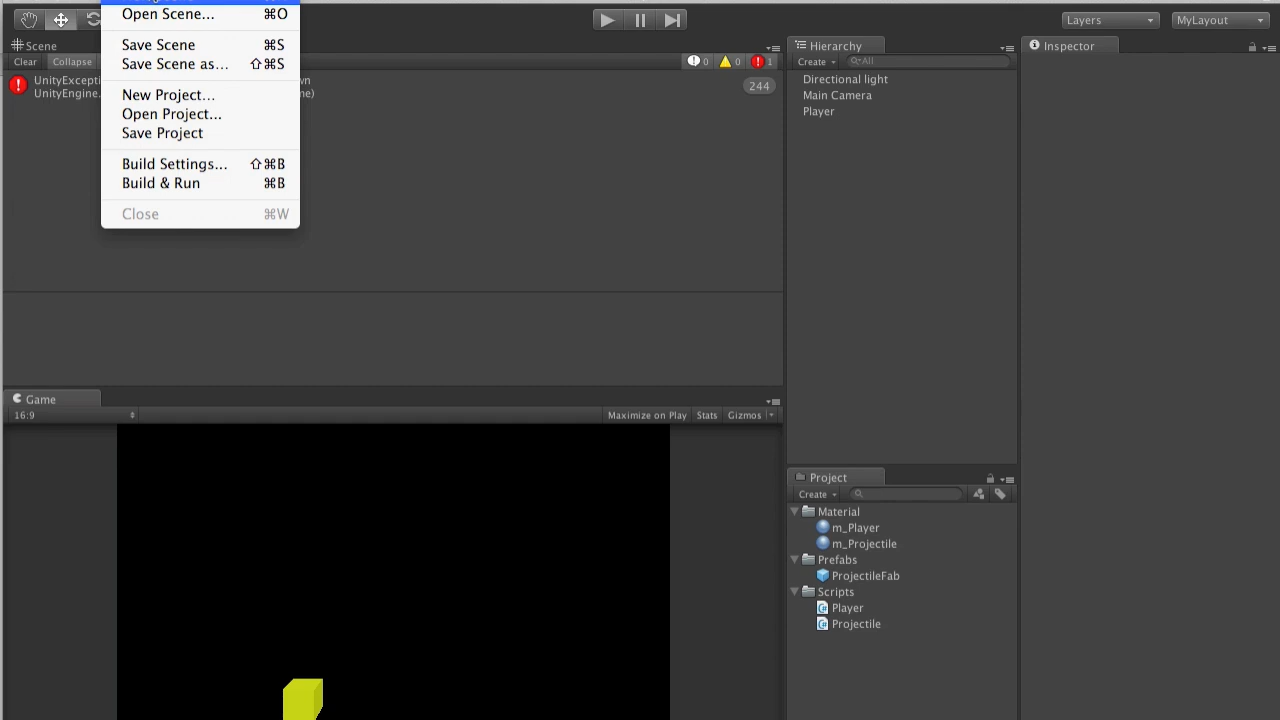 Open Scene... ⌘O
Layers
MyLayout
Scene
Save Scene ⌘S
Hierarchy
Inspector
Clear
Collapse
0
0
1
Create
All
Save Scene as... ⇧⌘S
UnityExcepti
UnityEngine.
244
Directional light
Main Camera
Player
New Project...
Open Project...
Save Project
Build Settings... ⇧⌘B
Build & Run ⌘B
Close ⌘W
Game
16:9
Maximize on Play
Stats
Gizmos
Project
Create
Material
m_Player
m_Projectile
Prefabs
ProjectileFab
Scripts
Player
Projectile